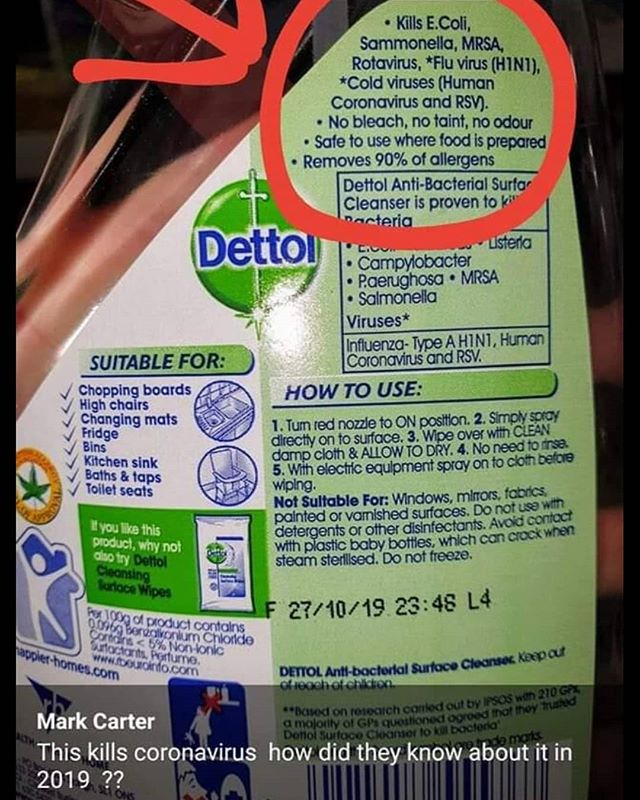 • Kills E.Coli,
Sammonella, MRSA,
Rotavirus, *Flu virus (H1N1),
*Cold viruses (Human
Coronavirus and RSV).
• No bleach, no taint, no odour
• Safe to use where food is prepared
• Removes 90% of allergens
Dettol Anti-Bacterial Surfac
Cleanser is proven to kil
Bacteria
• E.Coli • Listeria
• Campylobacter
• P.aerughosa • MRSA
• Salmonella
Viruses*
Influenza- Type A H1N1, Human
Coronavirus and RSV.
Dettol
SUITABLE FOR:
Chopping boards
High chairs
Changing mats
Fridge
Bins
Kitchen sink
Baths & taps
Toilet seats
If you like this
product, why not
also try Dettol
Cleansing
Surface Wipes
HOW TO USE:
1. Turn red nozzle to ON position. 2. Simply spray
directly on to surface. 3. Wipe over with CLEAN
damp cloth & ALLOW TO DRY. 4. No need to rinse.
5. With electric equipment spray on to cloth before
wiping.
Not Suitable For: Windows, mirrors, fabrics,
painted or varnished surfaces. Do not use with
detergents or other disinfectants. Avoid contact
with plastic baby bottles, which can crack when
steam sterilised. Do not freeze.
F 27/10/19 23:48 L4
Per 100g of product contains
0.096g Benzalkonium Chloride
Contains < 5% Non-Ionic
Surfactants, Perfume.
www.rbeuroinfo.com
appier-homes.com
DETTOL Anti-bacterial Surface Cleanser. Keep out
of reach of children.
**Based on research carried out by IPSOS with 210 GPs,
a majority of GPs questioned agreed that they 'trusted
Dettol Surface Cleanser to kill bacteria'
Mark Carter
This kills coronavirus how did they know about it in
2019 ??